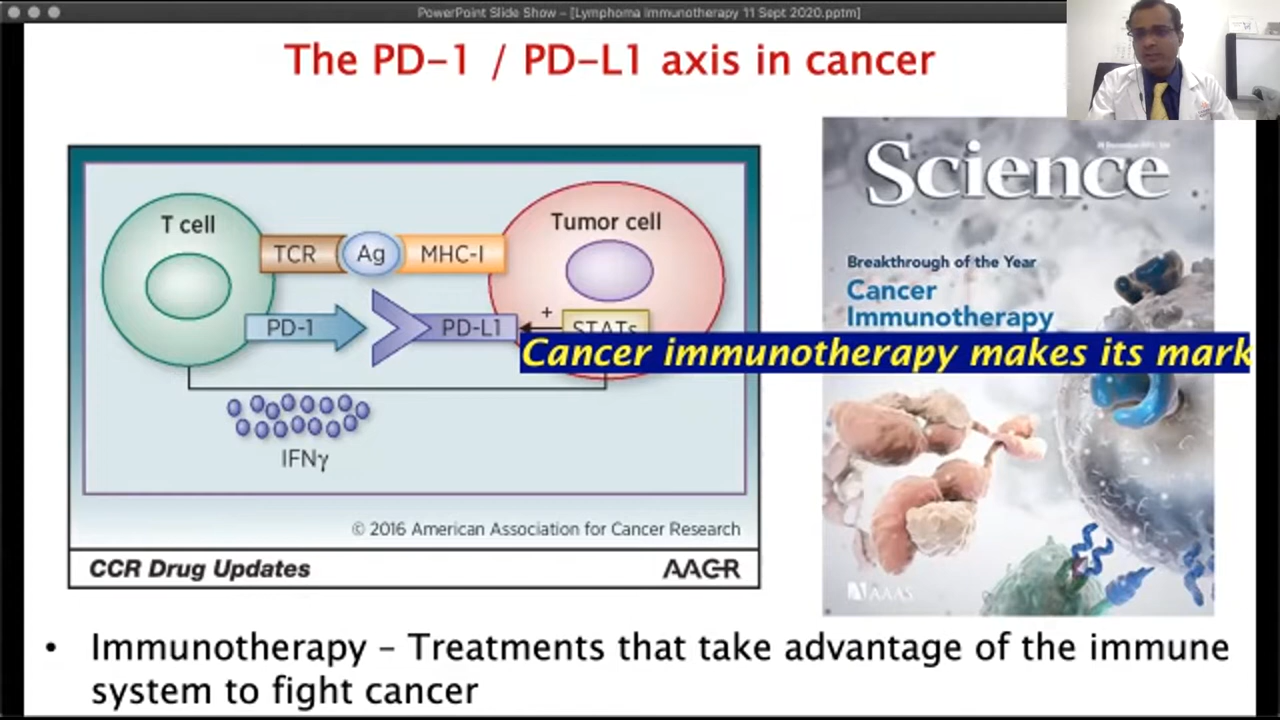 PowerPoint Slide Show – [Lymphoma immunotherapy 11 Sept 2020.pptm]
The PD-1 / PD-L1 axis in cancer
T cell
TCR
Ag
MHC-I
Tumor cell
PD-1
PD-L1
+
STATs
IFNγ
© 2016 American Association for Cancer Research
CCR Drug Updates
AACR
Science
Breakthrough of the Year
Cancer
Immunotherapy
Cancer immunotherapy makes its mark
AAAS
• Immunotherapy – Treatments that take advantage of the immune
system to fight cancer